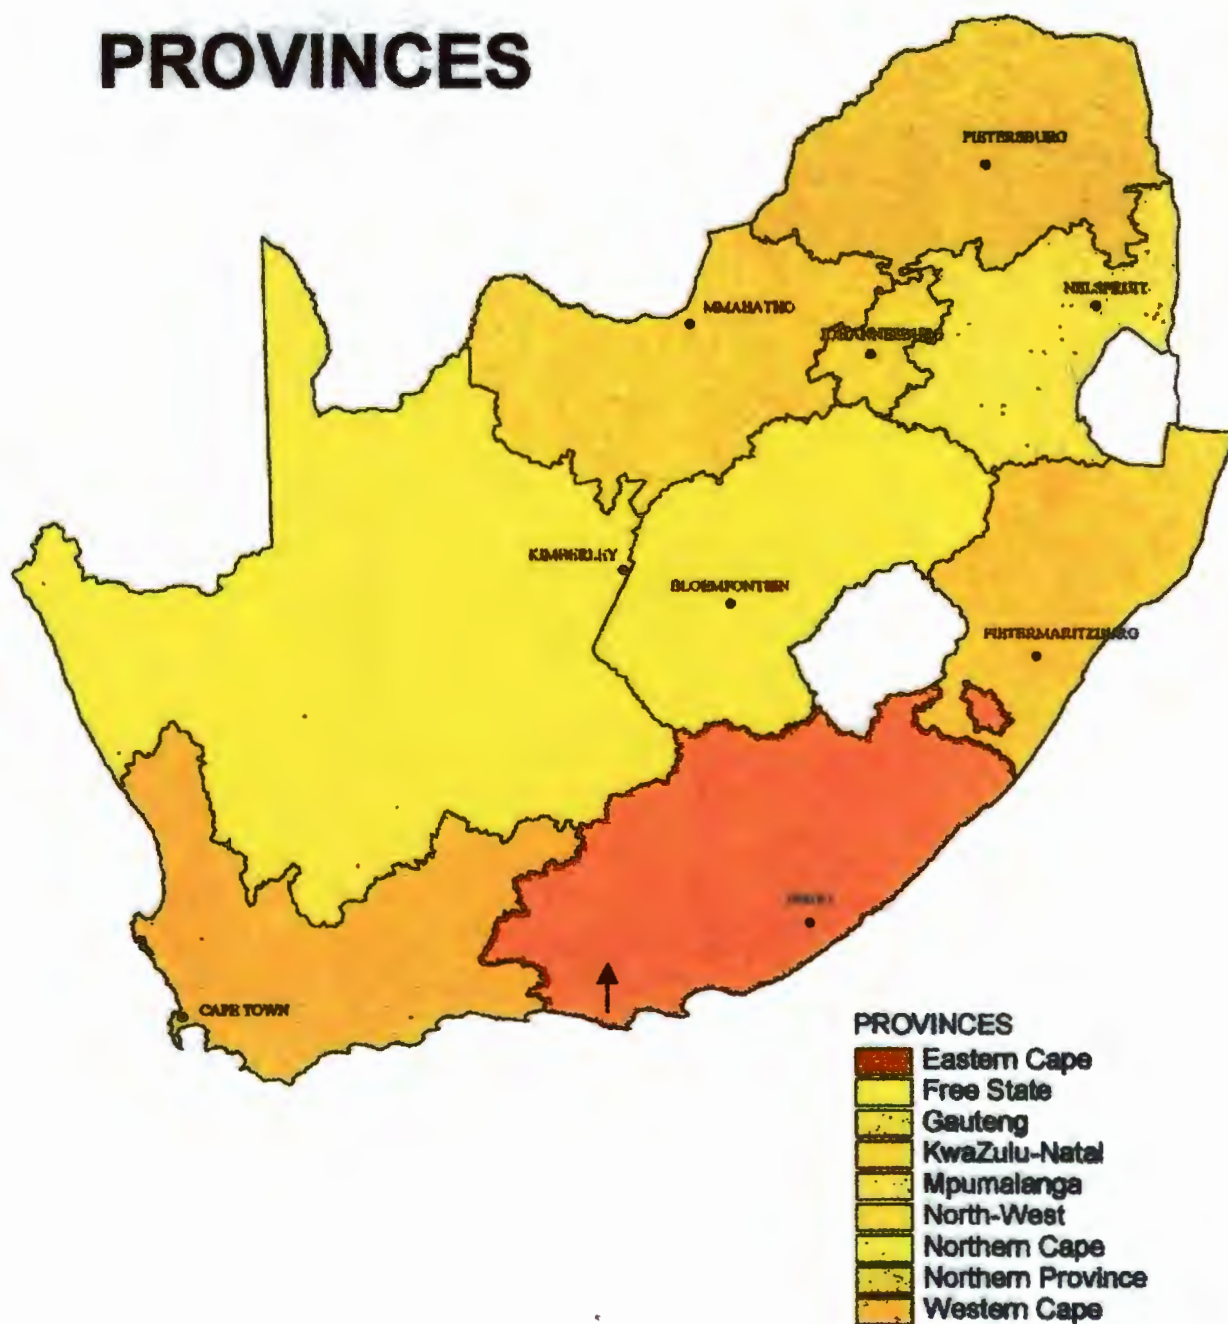 PROVINCES
PIETERSBURG
NELSPRUIT
MMABATHO
JOHANNESBURG
KIMBERLEY
BLOEMFONTEIN
PIETERMARITZBURG
CAPE TOWN
PROVINCES
Eastern Cape
Free State
Gauteng
KwaZulu-Natal
Mpumalanga
North-West
Northern Cape
Northern Province
Western Cape